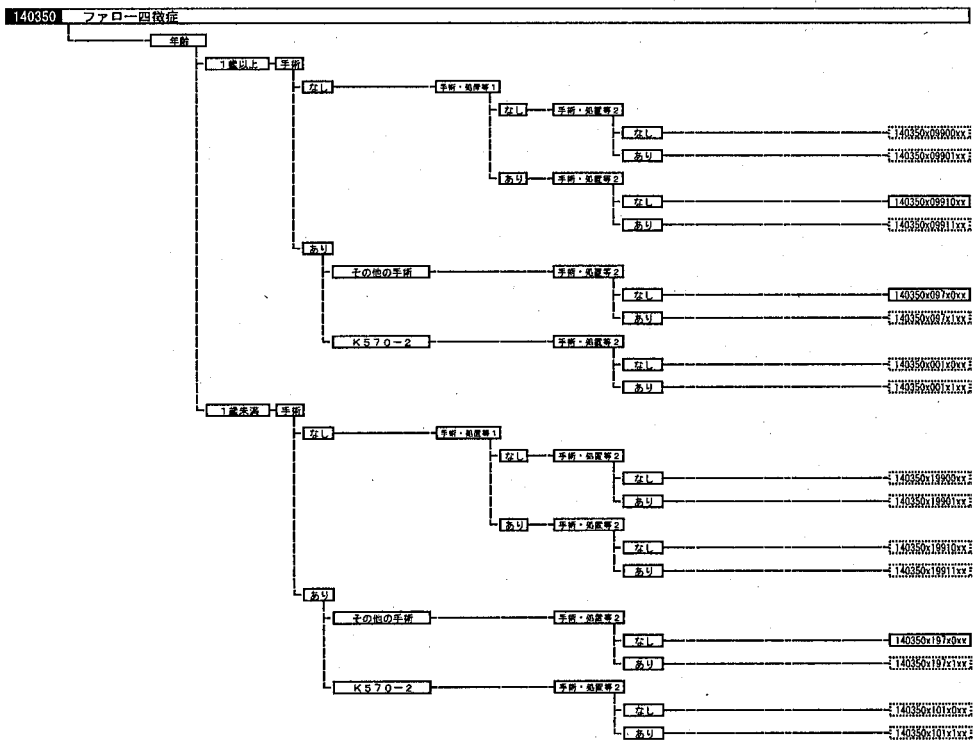 140350 ファロー四徴症
年齢
1歳以上 手術
なし 手術・処置等1
なし 手術・処置等2
なし 140350x09900xx
あり 140350x09901xx
あり 手術・処置等2
なし 140350x09910xx
あり 140350x09911xx
あり
その他の手術 手術・処置等2
なし 140350x097x0xx
あり 140350x097x1xx
K570-2 手術・処置等2
なし 140350x001x0xx
あり 140350x001x1xx
1歳未満 手術
なし 手術・処置等1
なし 手術・処置等2
なし 140350x19900xx
あり 140350x19901xx
あり 手術・処置等2
なし 140350x19910xx
あり 140350x19911xx
あり
その他の手術 手術・処置等2
なし 140350x197x0xx
あり 140350x197x1xx
K570-2 手術・処置等2
なし 140350x101x0xx
あり 140350x101x1xx